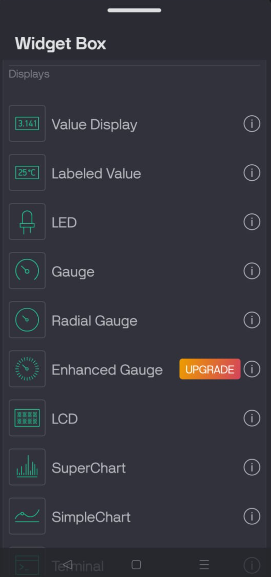 Widget Box
Displays
3.141
Value Display
25°C
Labeled Value
LED
Gauge
Radial Gauge
Enhanced Gauge
UPGRADE
LCD
SuperChart
SimpleChart
Terminal